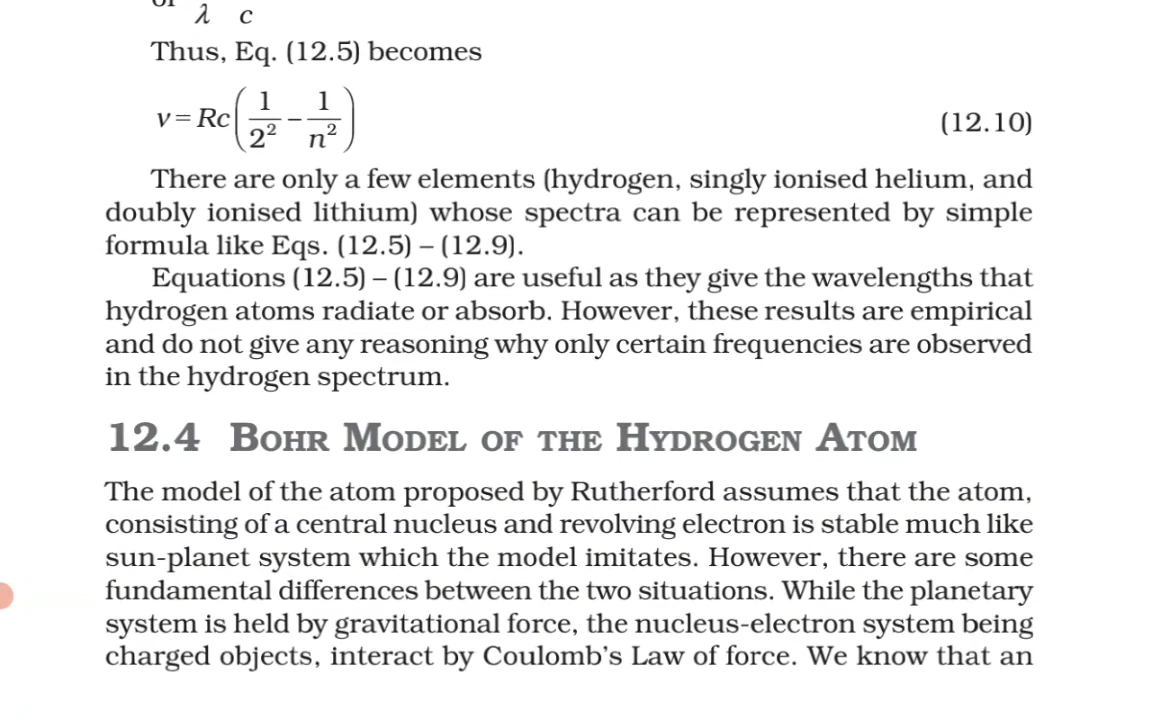 or λ c
Thus, Eq. (12.5) becomes
ν = Rc(1/2² − 1/n²) (12.10)
There are only a few elements (hydrogen, singly ionised helium, and
doubly ionised lithium) whose spectra can be represented by simple
formula like Eqs. (12.5) – (12.9).
Equations (12.5) – (12.9) are useful as they give the wavelengths that
hydrogen atoms radiate or absorb. However, these results are empirical
and do not give any reasoning why only certain frequencies are observed
in the hydrogen spectrum.
12.4 BOHR MODEL OF THE HYDROGEN ATOM
The model of the atom proposed by Rutherford assumes that the atom,
consisting of a central nucleus and revolving electron is stable much like
sun-planet system which the model imitates. However, there are some
fundamental differences between the two situations. While the planetary
system is held by gravitational force, the nucleus-electron system being
charged objects, interact by Coulomb’s Law of force. We know that an